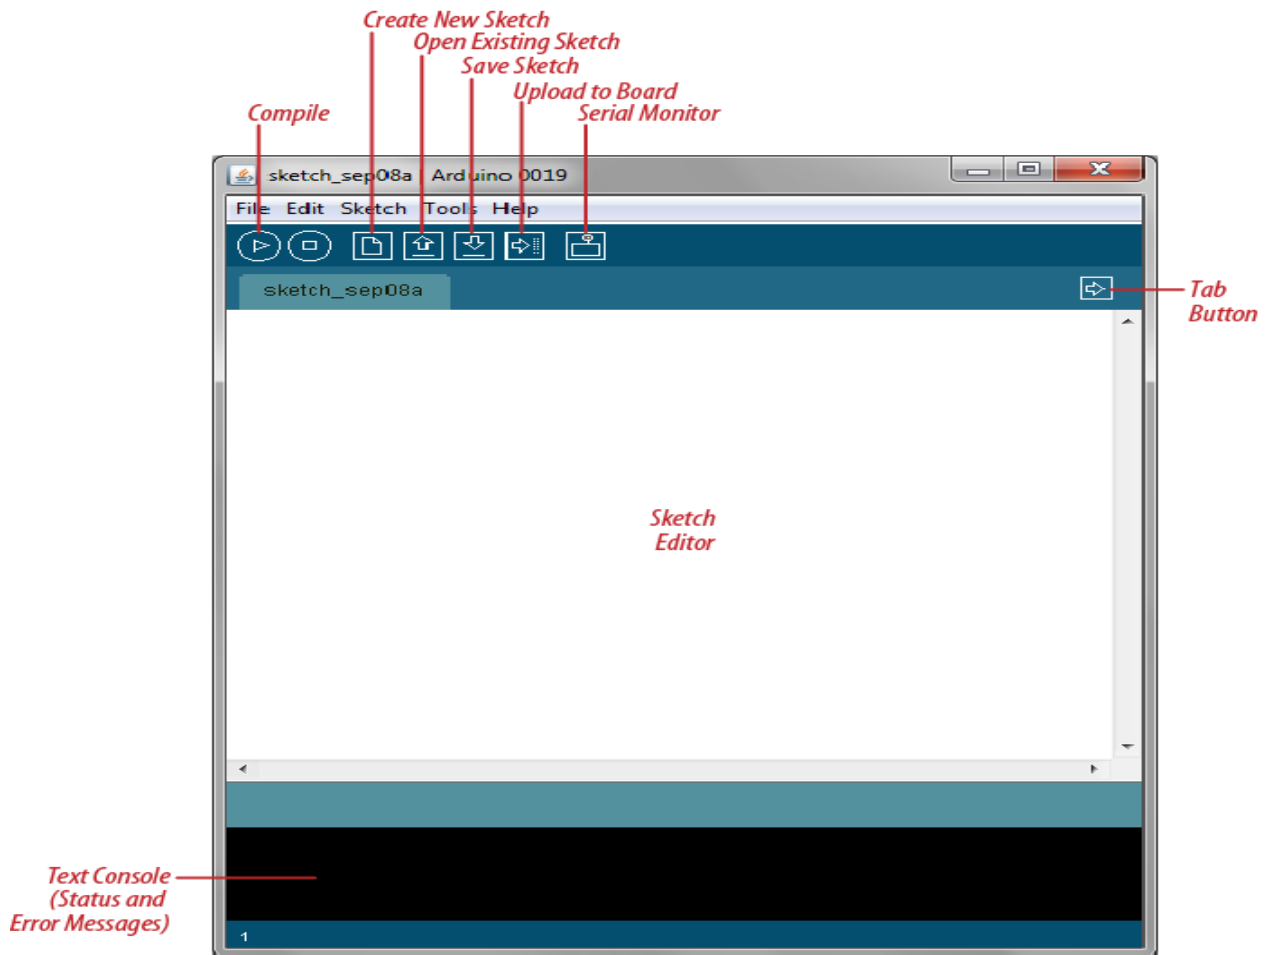 Create New Sketch
Open Existing Sketch
Save Sketch
Upload to Board
Compile
Serial Monitor
sketch_sep08a | Arduino 0019
File Edit Sketch Tools Help
sketch_sep08a
Tab
Button
Sketch
Editor
Text Console
(Status and
Error Messages)
1